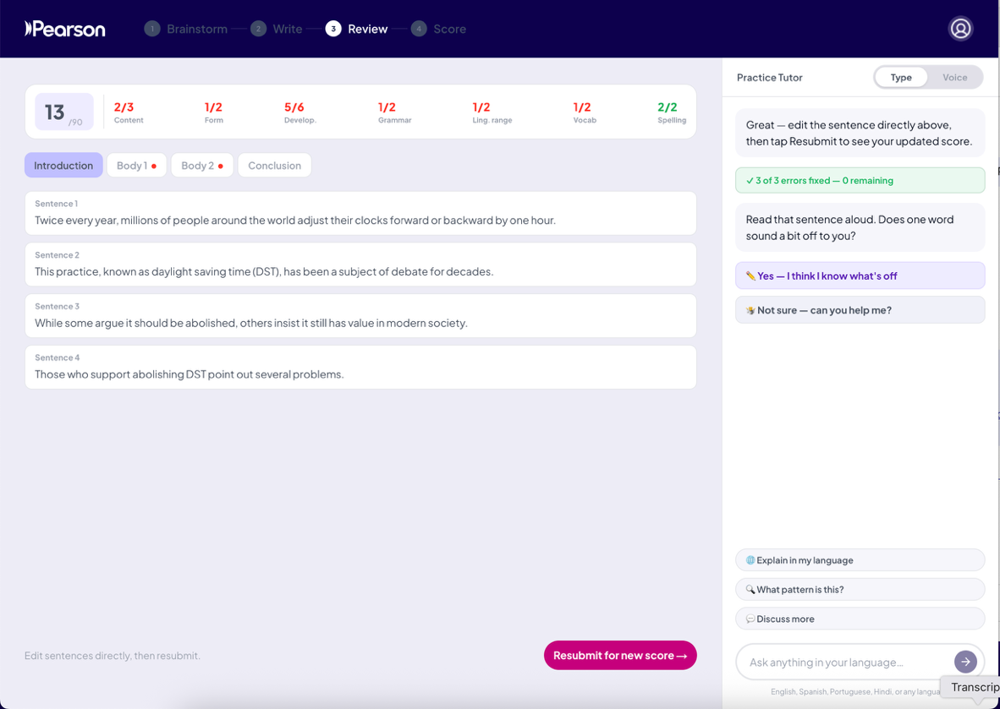 Pearson
1 Brainstorm 2 Write 3 Review 4 Score
Practice Tutor
Type Voice
13 /90
2/3 1/2 5/6 1/2 1/2 1/2 2/2
Content Form Develop. Grammar Ling. range Vocab Spelling
Introduction Body 1 Body 2 Conclusion
Sentence 1
Twice every year, millions of people around the world adjust their clocks forward or backward by one hour.
Sentence 2
This practice, known as daylight saving time (DST), has been a subject of debate for decades.
Sentence 3
While some argue it should be abolished, others insist it still has value in modern society.
Sentence 4
Those who support abolishing DST point out several problems.
Edit sentences directly, then resubmit.
Resubmit for new score →
Great — edit the sentence directly above,
then tap Resubmit to see your updated score.
✓ 3 of 3 errors fixed — 0 remaining
Read that sentence aloud. Does one word
sound a bit off to you?
Yes — I think I know what's off
Not sure — can you help me?
Explain in my language
What pattern is this?
Discuss more
Ask anything in your language...
English, Spanish, Portuguese, Hindi, or any